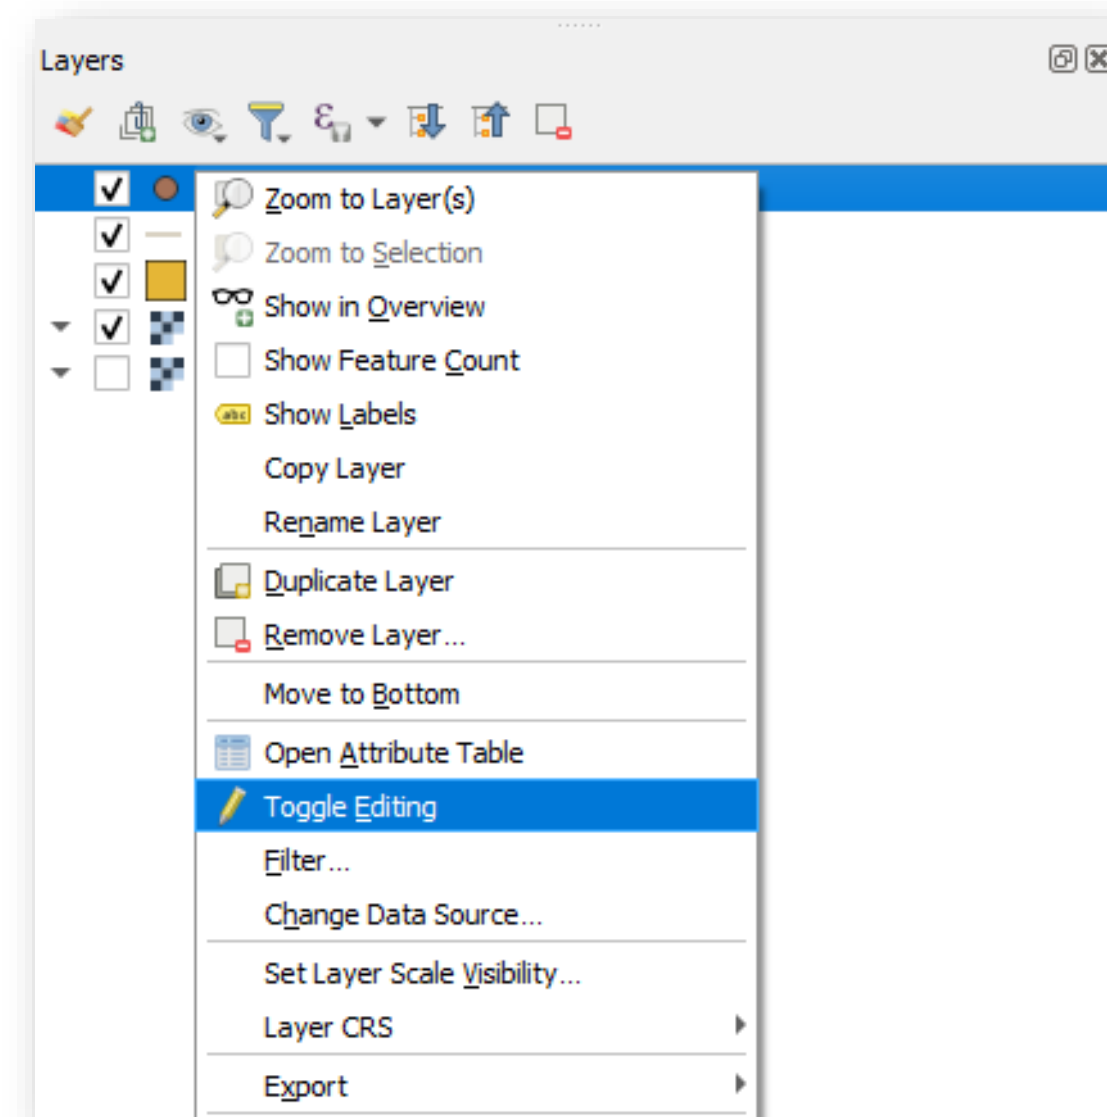 Layers
Zoom to Layer(s)
Zoom to Selection
Show in Overview
Show Feature Count
abc Show Labels
Copy Layer
Rename Layer
Duplicate Layer
Remove Layer...
Move to Bottom
Open Attribute Table
Toggle Editing
Filter...
Change Data Source...
Set Layer Scale Visibility...
Layer CRS
Export